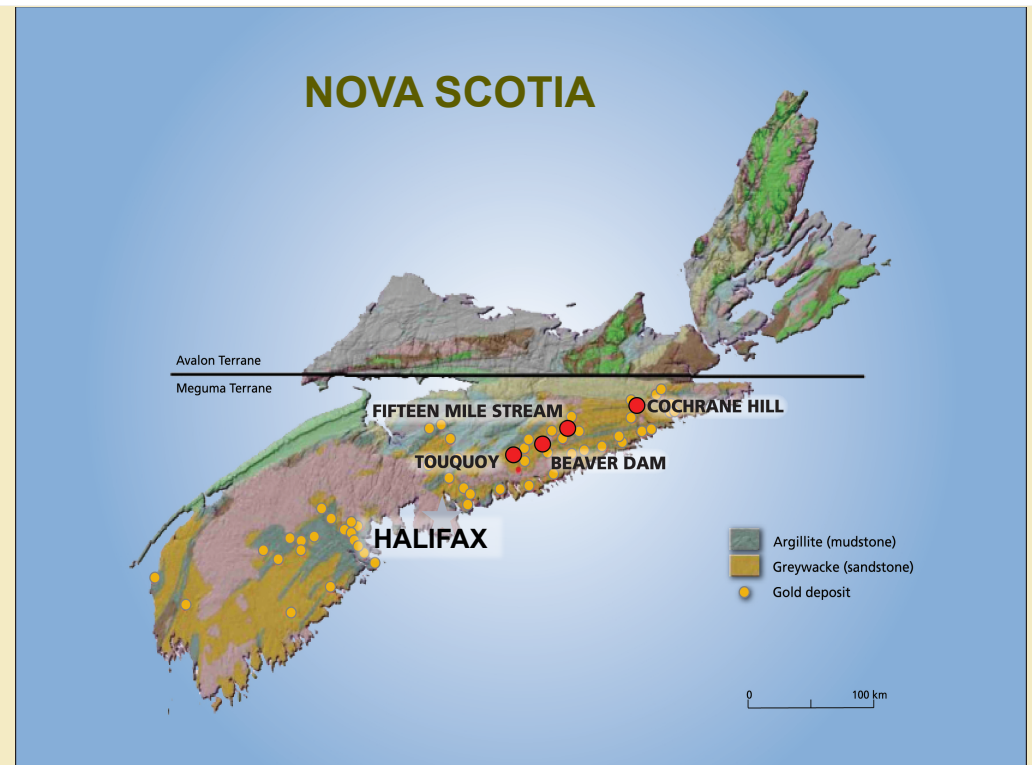 NOVA SCOTIA
Avalon Terrane
Meguma Terrane
FIFTEEN MILE STREAM
COCHRANE HILL
TOUQUOY
BEAVER DAM
HALIFAX
Argillite (mudstone)
Greywacke (sandstone)
Gold deposit
0 100 km